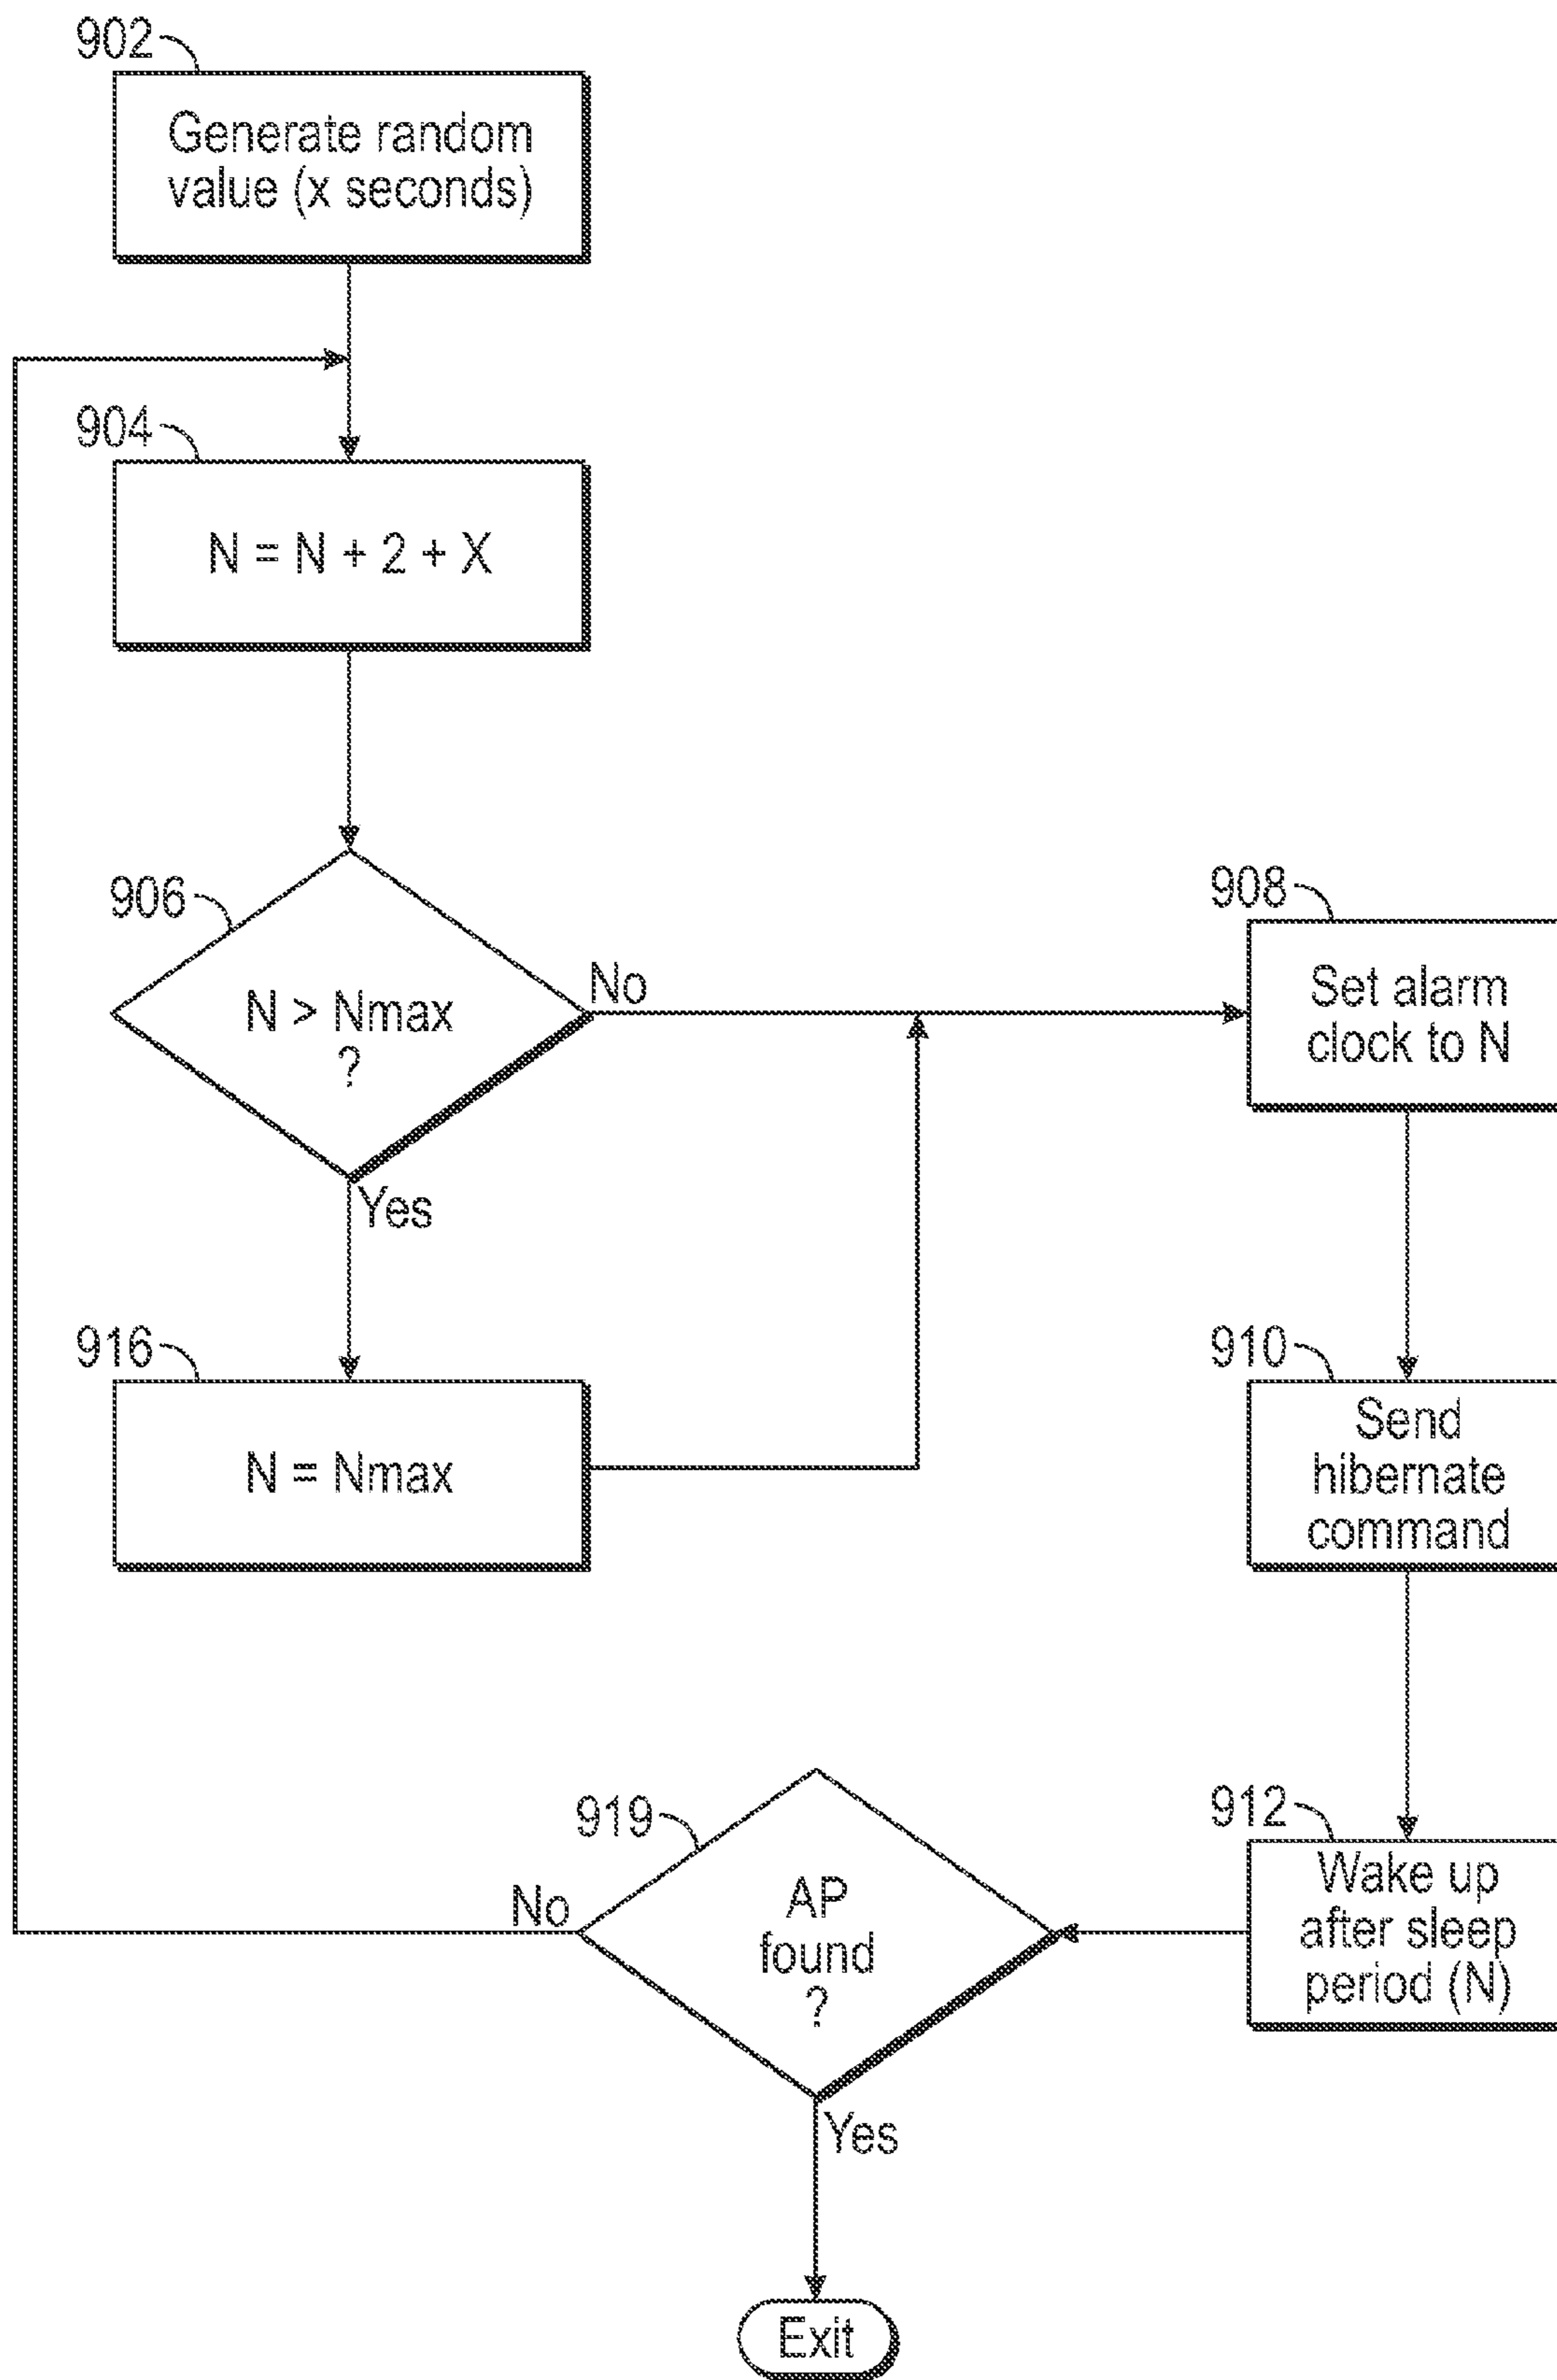 902
Generate random
value (x seconds)
904
N = N + 2 + X
906
N > Nmax
?
No
Yes
908
Set alarm
clock to N
916
N = Nmax
910
Send
hibernate
command
912
Wake up
after sleep
period (N)
919
AP
found
?
No
Yes
Exit